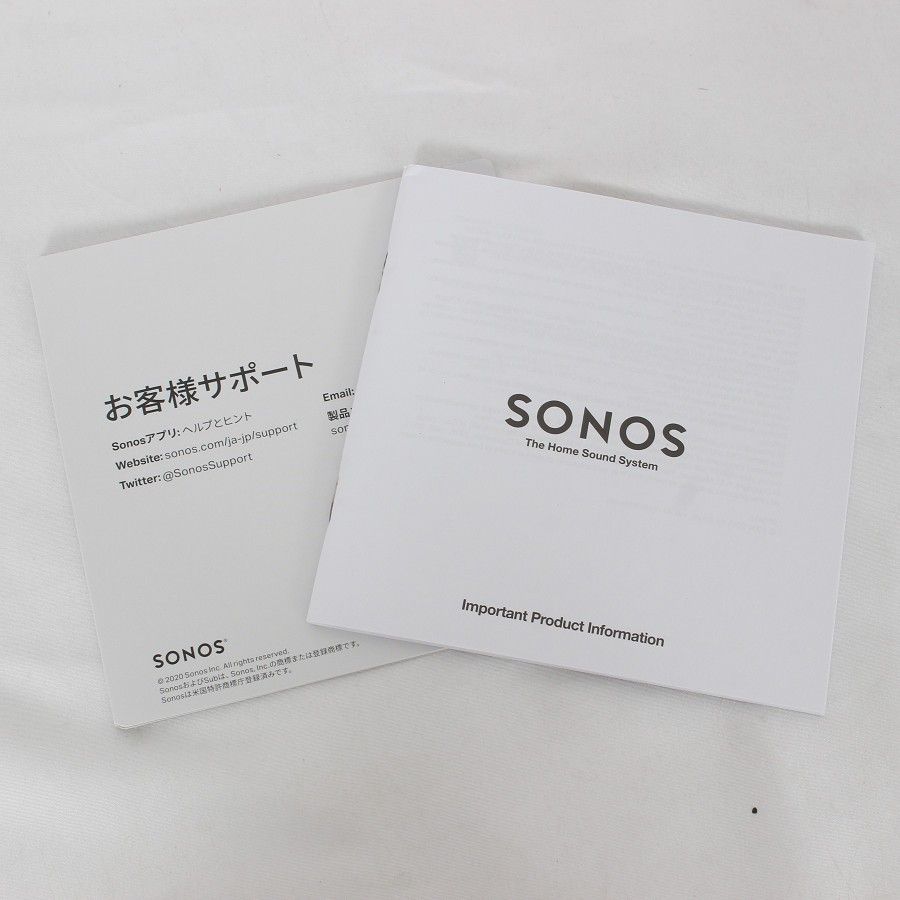 お客様サポート
Sonosアプリ: ヘルプとヒント
Website: sonos.com/ja-jp/support
Twitter: @SonosSupport
Email:
製品
SONOS®
© 2020 Sonos Inc. All rights reserved.
SonosおよびSubは、Sonos, Inc.の商標または登録商標です。
Sonosは米国特許商標庁登録済みです。
SONOS
The Home Sound System
Important Product Information